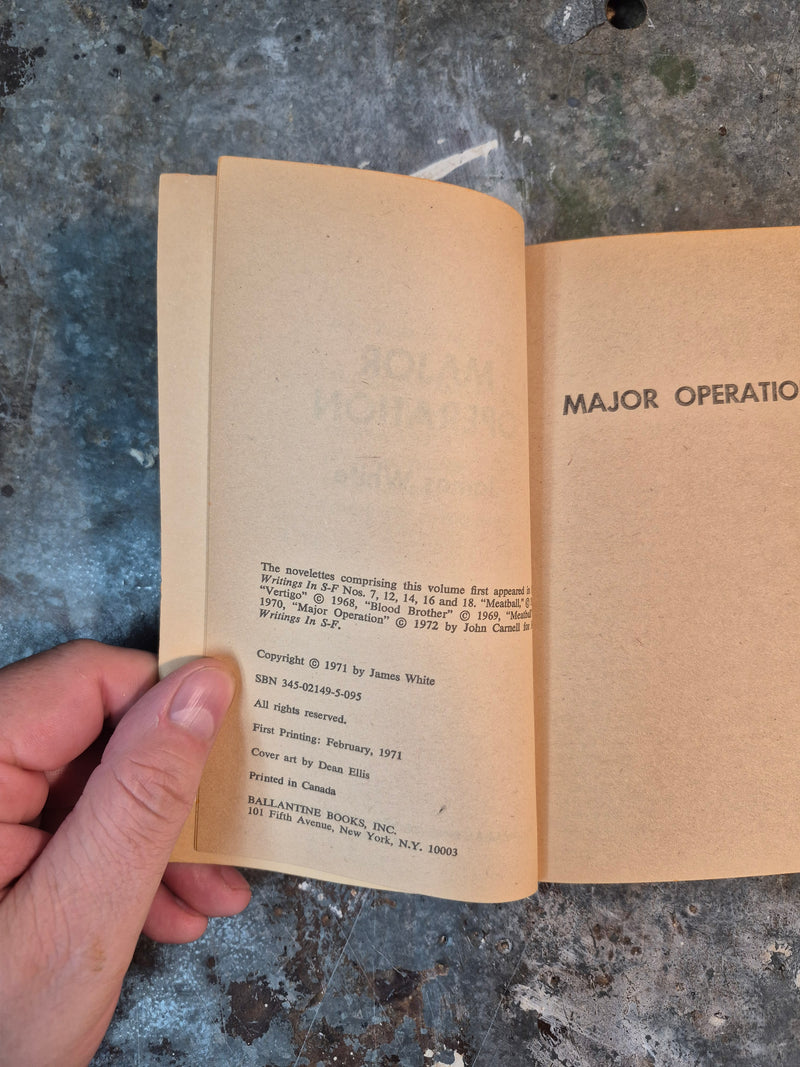 MAJOR OPERATIO
The novelettes comprising this volume first appeared in
Writings In S-F Nos. 7, 12, 14, 16 and 18. "Meatball," ©
"Vertigo" © 1968, "Blood Brother" © 1969, "Meatball
1970, "Major Operation" © 1972 by John Carnell for
Writings In S-F.
Copyright © 1971 by James White
SBN 345-02149-5-095
All rights reserved.
First Printing: February, 1971
Cover art by Dean Ellis
Printed in Canada
BALLANTINE BOOKS, INC.
101 Fifth Avenue, New York, N.Y. 10003